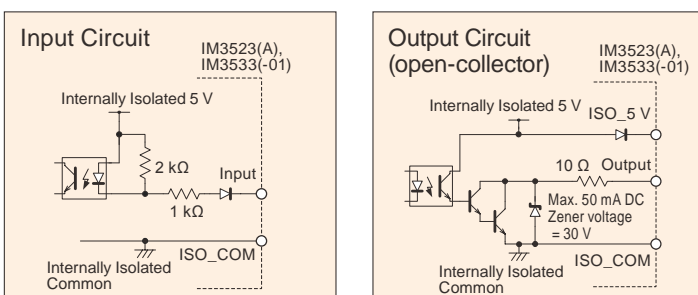 Input Circuit
IM3523(A),
IM3533(-01)
Internally Isolated 5 V
2 kΩ
Input
1 kΩ
ISO_COM
Internally Isolated
Common
Output Circuit
(open-collector)
IM3523(A),
IM3533(-01)
Internally Isolated 5 V
ISO_5 V
10 Ω
Output
Max. 50 mA DC
Zener voltage
= 30 V
ISO_COM
Internally Isolated
Common